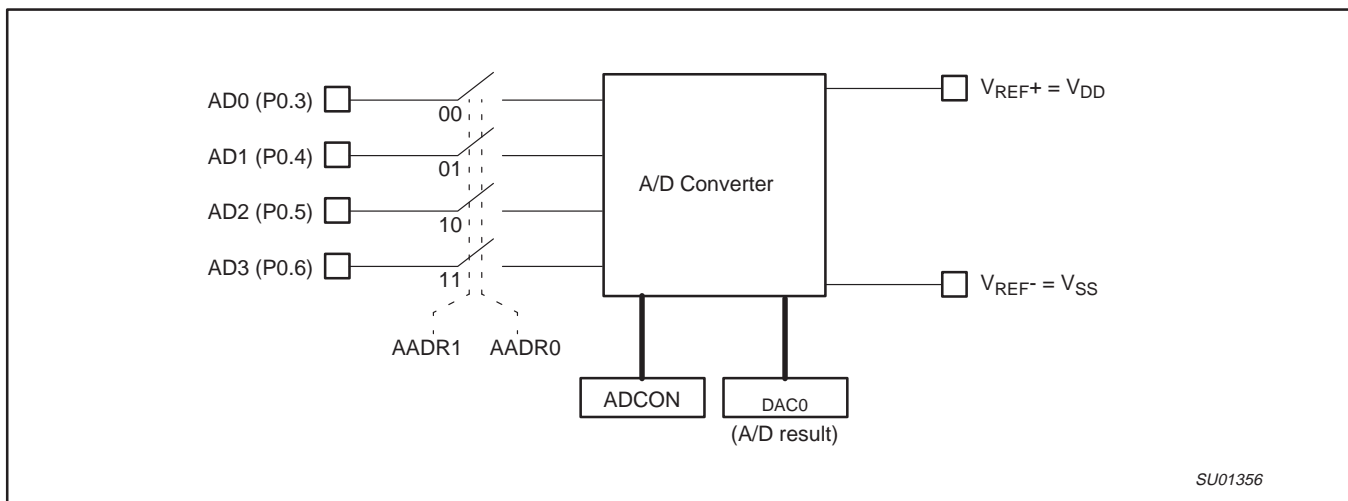 AD0 (P0.3)
00
AD1 (P0.4)
01
AD2 (P0.5)
10
AD3 (P0.6)
11
AADR1 AADR0
A/D Converter
VREF+ = VDD
VREF- = VSS
ADCON
DAC0
(A/D result)
SU01356